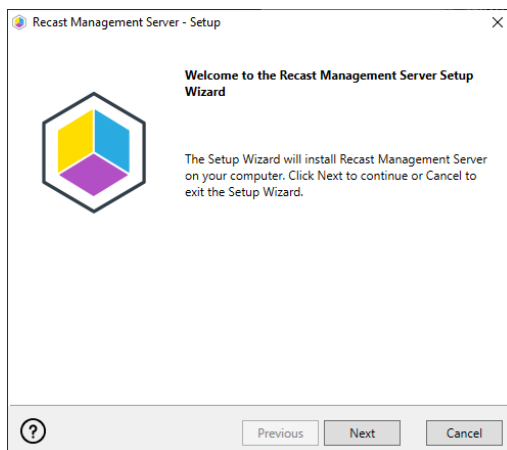 Recast Management Server - Setup
Welcome to the Recast Management Server Setup
Wizard
The Setup Wizard will install Recast Management Server
on your computer. Click Next to continue or Cancel to
exit the Setup Wizard.
?
Previous
Next
Cancel